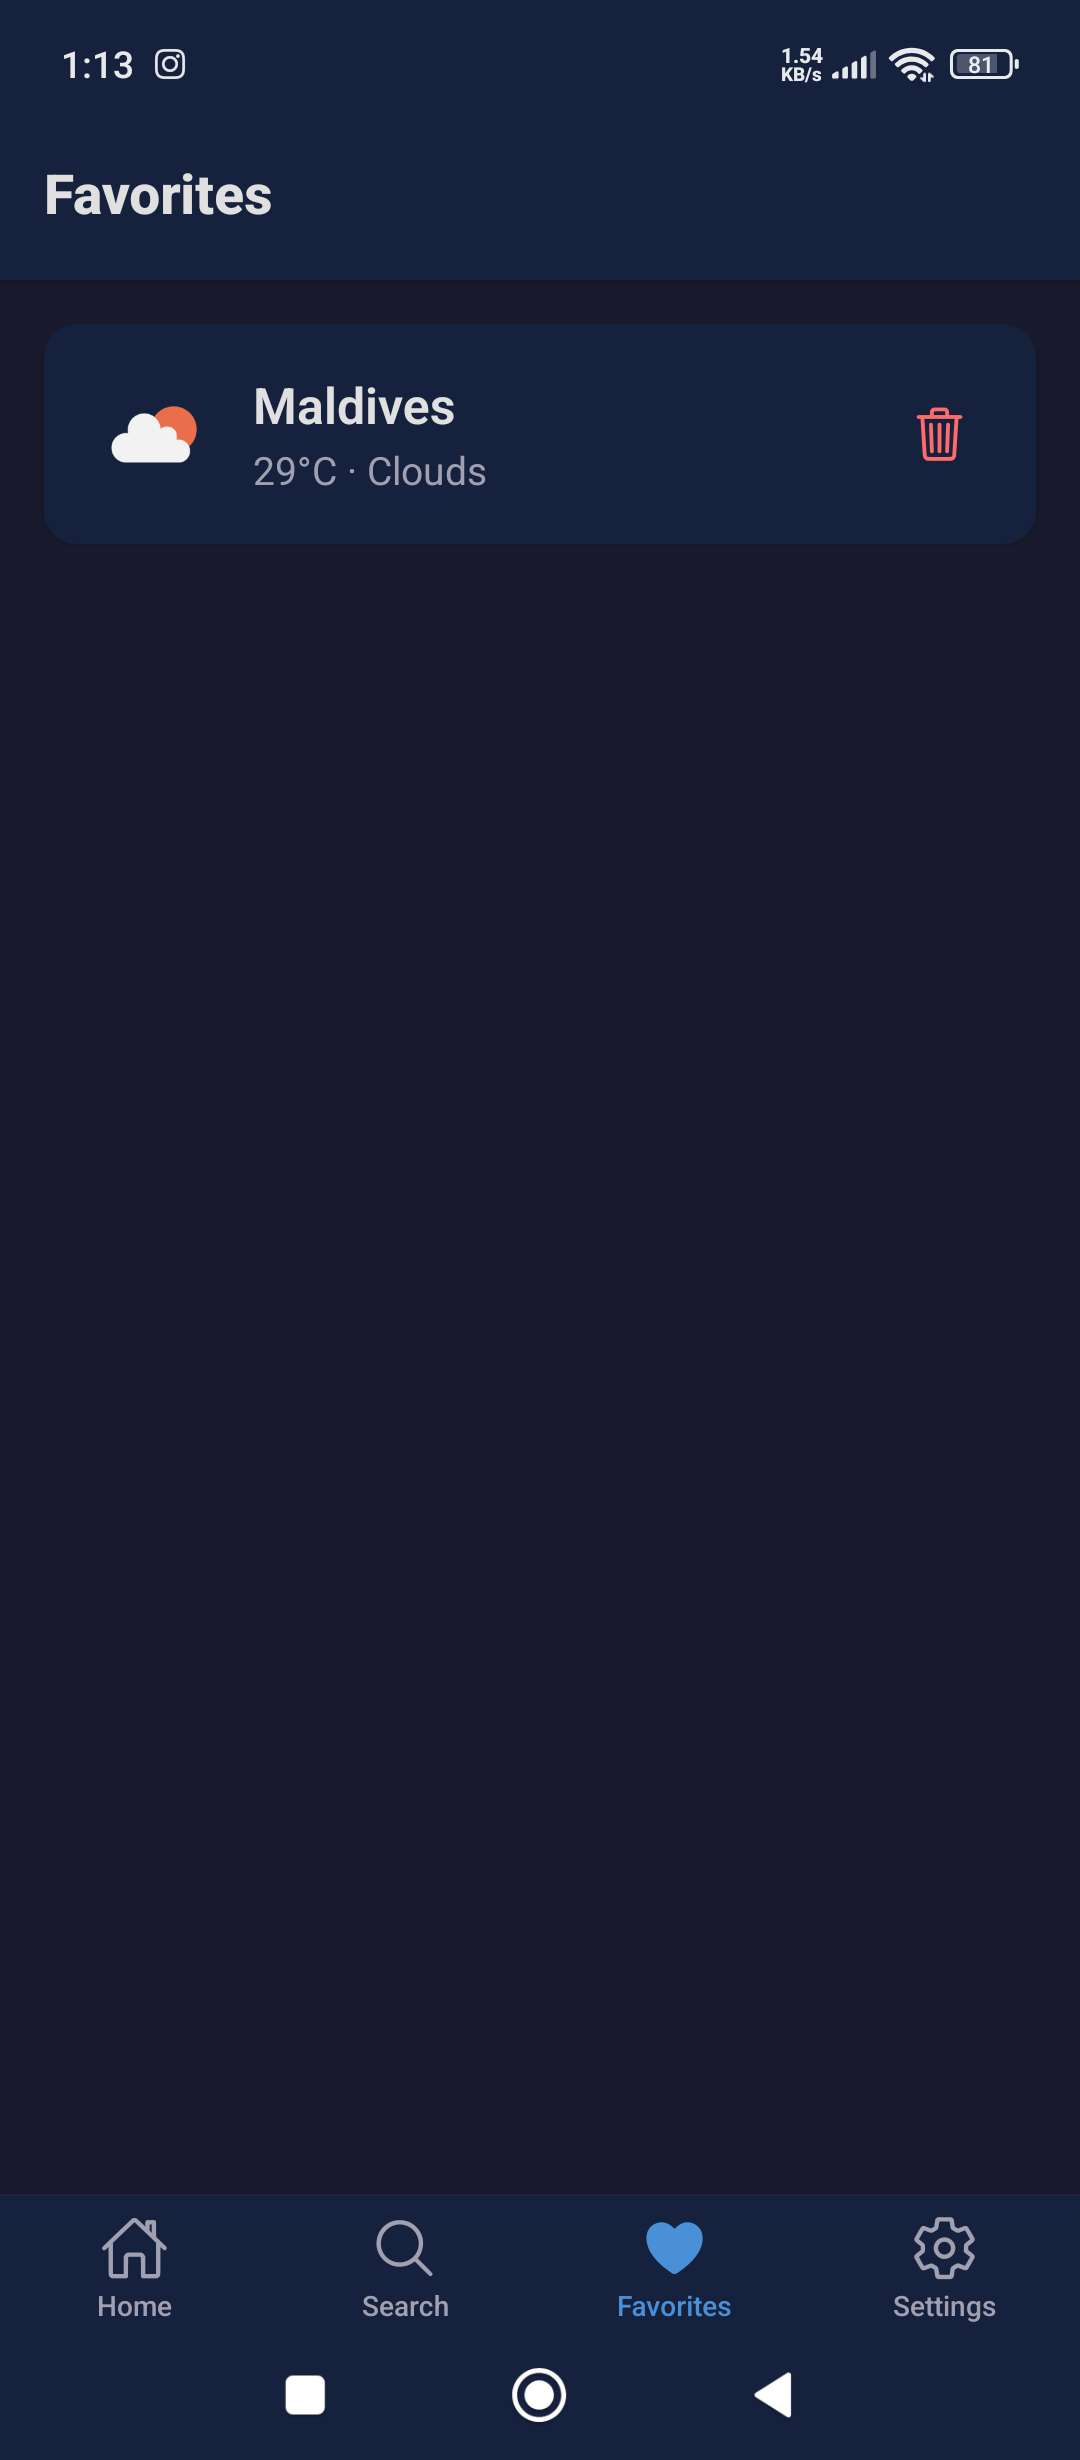 1:13
1.54
KB/s
81
Favorites
Maldives
29°C · Clouds
Home
Search
Favorites
Settings